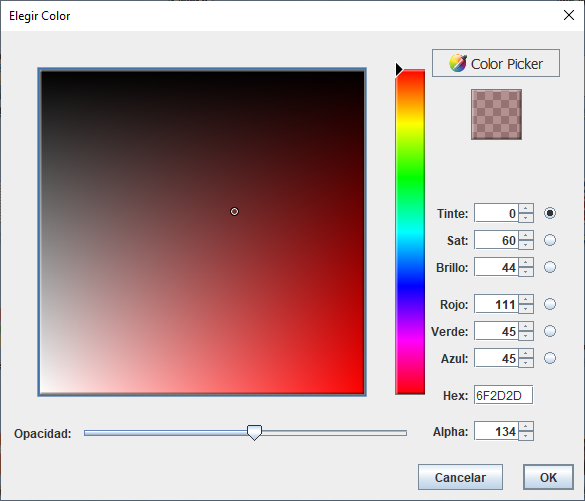 Elegir Color
Color Picker
Tinte: 0
Sat: 60
Brillo: 44
Rojo: 111
Verde: 45
Azul: 45
Hex: 6F2D2D
Opacidad:
Alpha: 134
Cancelar
OK